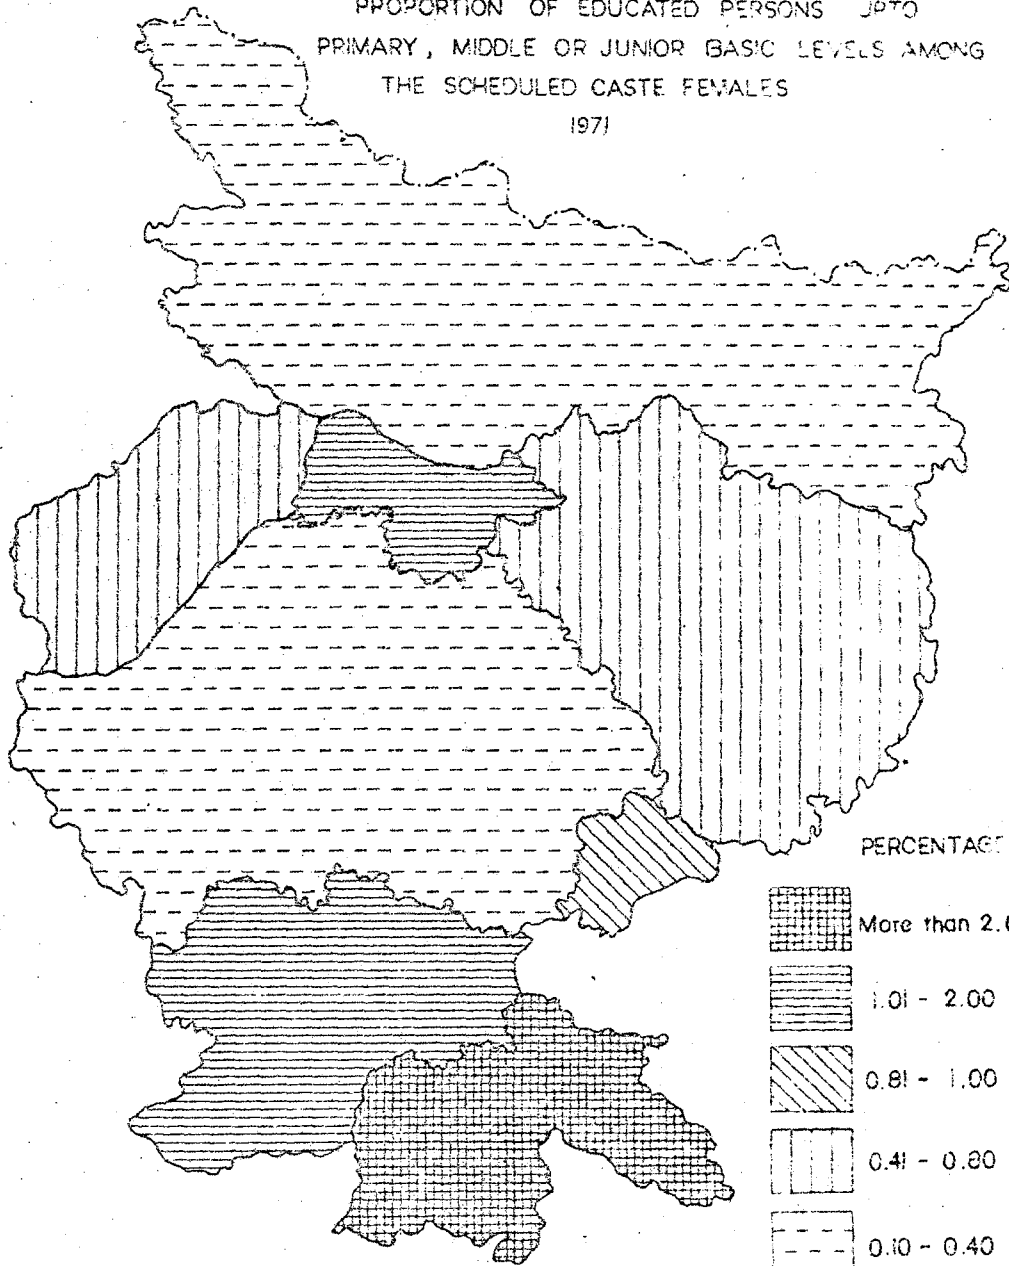 PROPORTION OF EDUCATED PERSONS UPTO
PRIMARY, MIDDLE OR JUNIOR BASIC LEVELS AMONG
THE SCHEDULED CASTE FEMALES
1971
PERCENTAGE
More than 2.
1.01 - 2.00
0.81 - 1.00
0.41 - 0.80
0.10 - 0.40